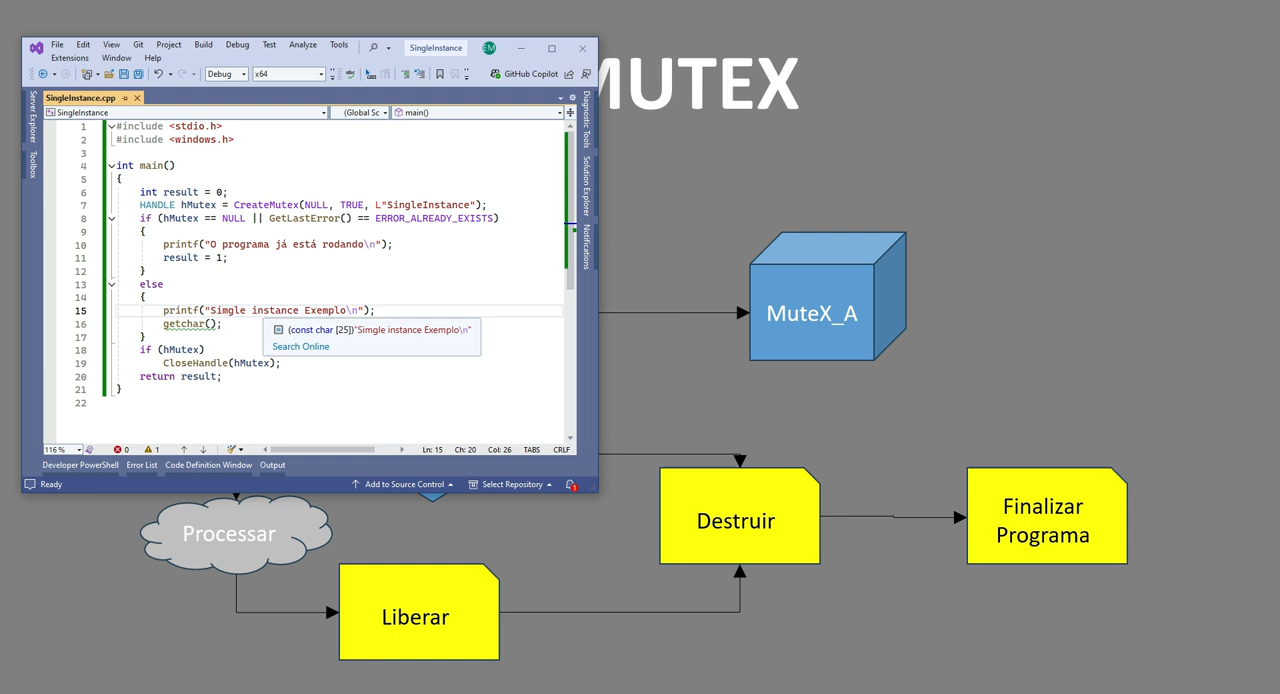 File Edit View Git Project Build Debug Test Analyze Tools SingleInstance EM
Extensions Window Help
Debug x64 GitHub Copilot
MUTEX
SingleInstance.cpp
SingleInstance (Global Sc main()
Server Explorer
Toolbox
Diagnostic Tools
Solution Explorer
Notifications
1 #include <stdio.h>
2 #include <windows.h>
3
4 int main()
5 {
6 int result = 0;
7 HANDLE hMutex = CreateMutex(NULL, TRUE, L"SingleInstance");
8 if (hMutex == NULL || GetLastError() == ERROR_ALREADY_EXISTS)
9 {
10 printf("O programa já está rodando\n");
11 result = 1;
12 }
13 else
14 {
15 printf("Simgle instance Exemplo\n");
16 getchar();
17 }
18 if (hMutex)
19 CloseHandle(hMutex);
20 return result;
21 }
22
(const char [25])"Simgle instance Exemplo\n"
Search Online
116 % 0 1 Ln: 15 Ch: 20 Col: 26 TABS CRLF
Developer PowerShell Error List Code Definition Window Output
Ready Add to Source Control Select Repository 1
MuteX_A
Processar
Destruir
Finalizar
Programa
Liberar